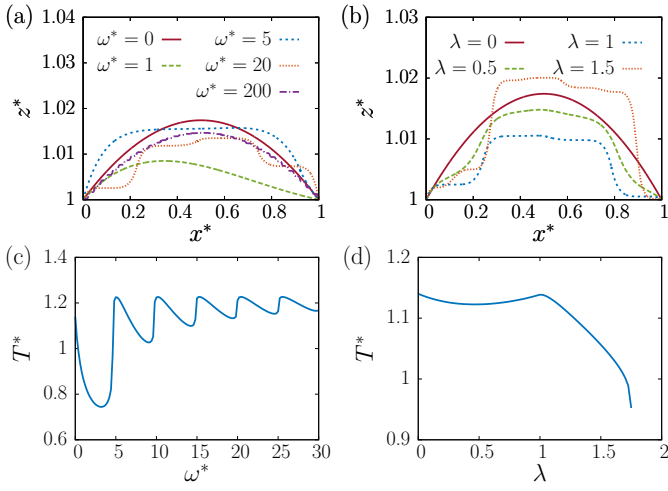 (a)
1.04
1.03
1.02
1.01
1
z*
ω* = 0
ω* = 5
ω* = 1
ω* = 20
ω* = 200
0 0.2 0.4 0.6 0.8 1
x*
(b)
1.03
1.02
1.01
1
z*
λ = 0
λ = 1
λ = 0.5
λ = 1.5
0 0.2 0.4 0.6 0.8 1
x*
(c)
1.4
1.2
1
0.8
0.6
T*
0 5 10 15 20 25 30
ω*
(d)
1.2
1.1
1
0.9
T*
0 0.5 1 1.5 2
λ